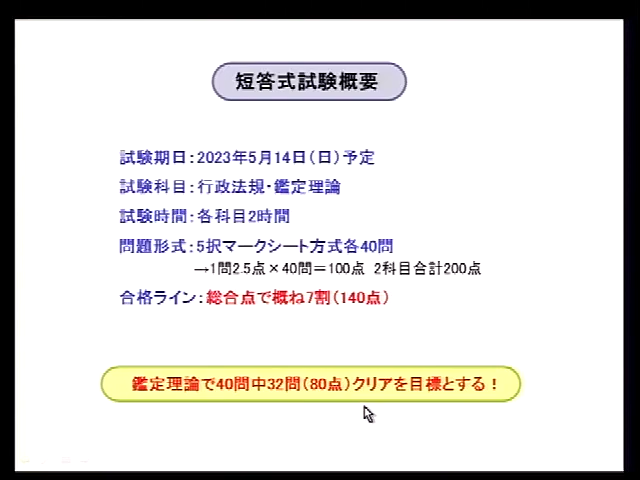 短答式試験概要
試験期日：2023年5月14日（日）予定
試験科目：行政法規・鑑定理論
試験時間：各科目2時間
問題形式：5択マークシート方式各40問
→1問2.5点×40問＝100点 2科目合計200点
合格ライン：総合点で概ね7割（140点）
鑑定理論で40問中32問（80点）クリアを目標とする！